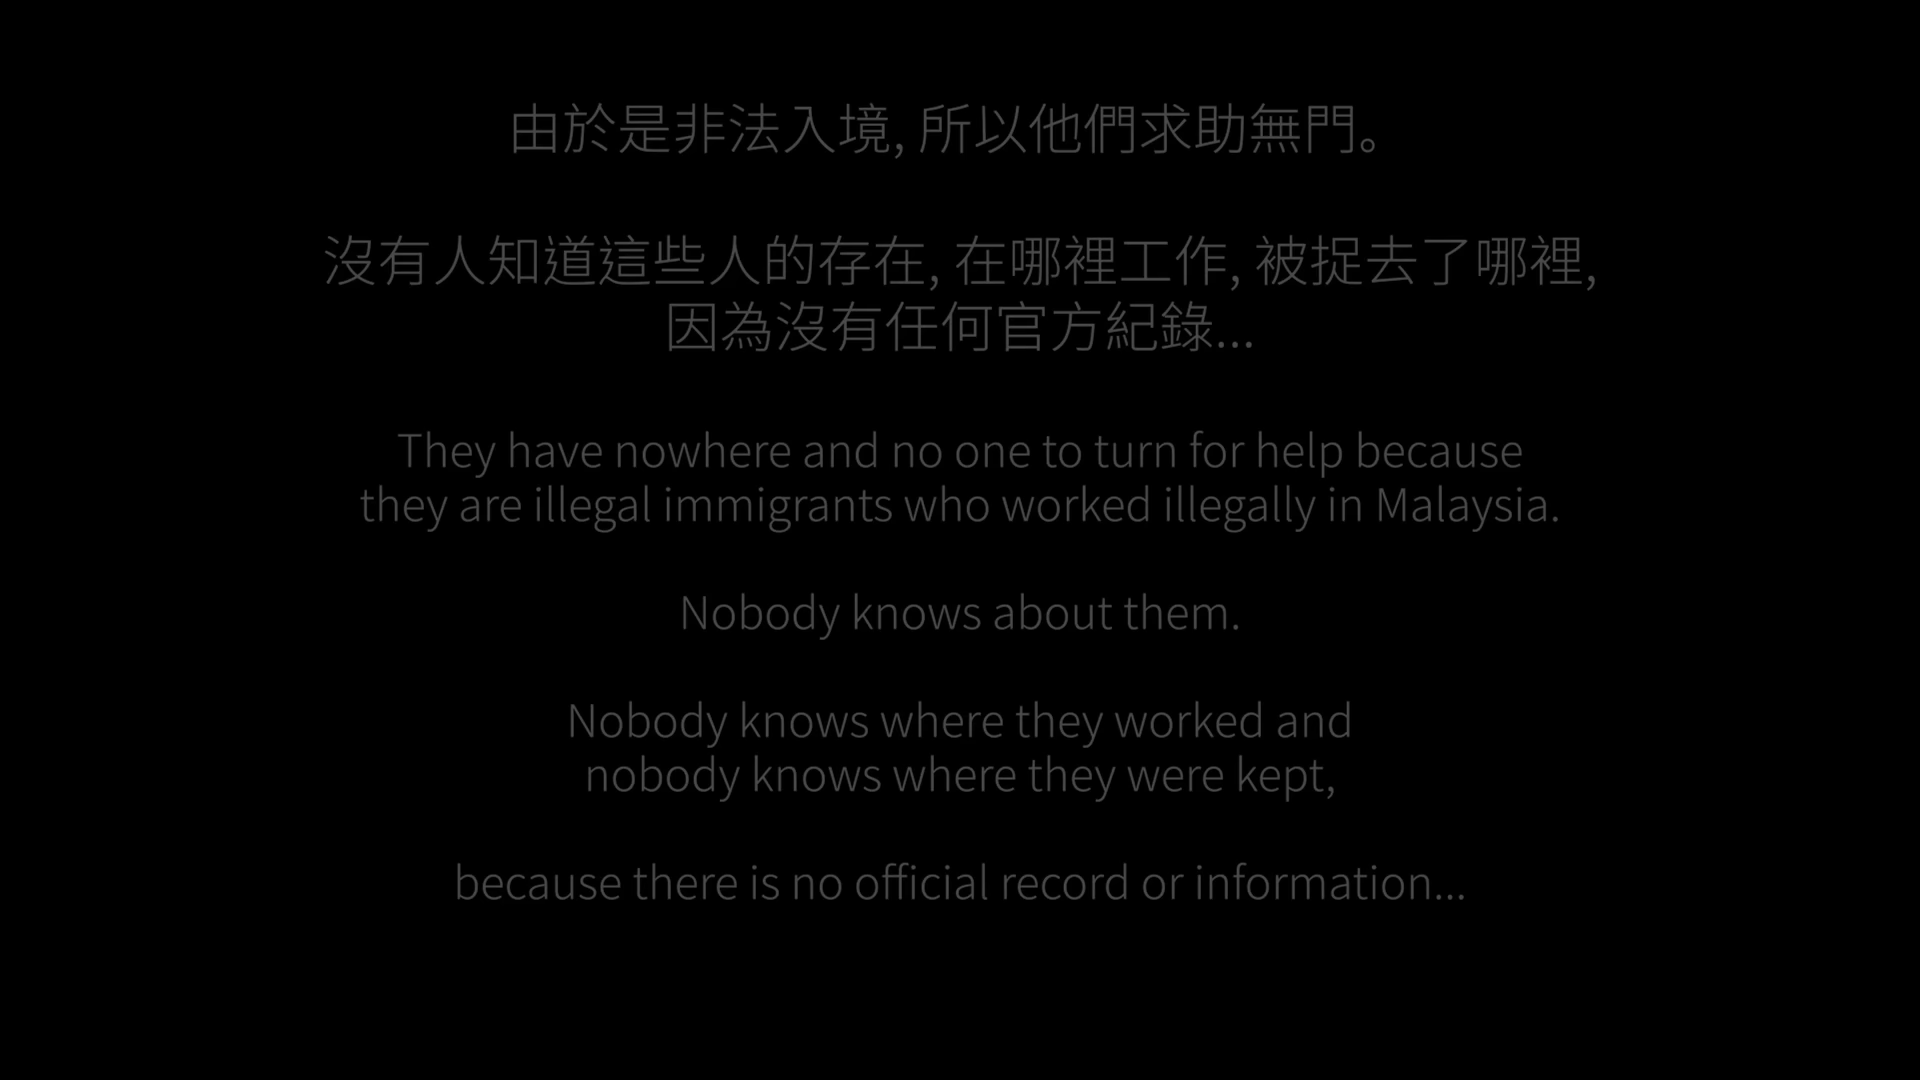 由於是非法入境, 所以他們求助無門。
沒有人知道這些人的存在, 在哪裡工作, 被捉去了哪裡,
因為沒有任何官方紀錄...
They have nowhere and no one to turn for help because
they are illegal immigrants who worked illegally in Malaysia.
Nobody knows about them.
Nobody knows where they worked and
nobody knows where they were kept,
because there is no official record or information...